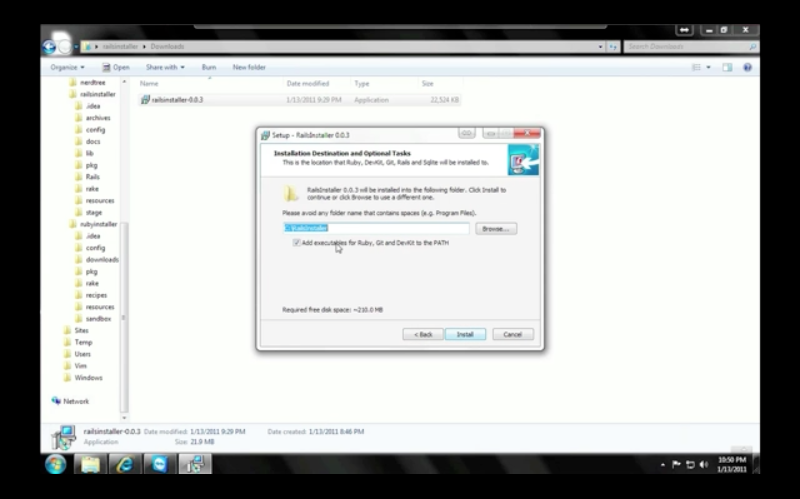 railsinstaller ▸ Downloads
Search Downloads
Organize
Open
Share with
Burn
New folder
Name
Date modified
Type
Size
railsinstaller-0.0.3
1/13/2011 9:29 PM
Application
22,524 KB
nerdtree
railsinstaller
.idea
archives
config
docs
lib
pkg
Rails
rake
resources
stage
rubyinstaller
.idea
config
downloads
pkg
rake
recipes
resources
sandbox
Sites
Temp
Users
Vim
Windows
Network
Setup - RailsInstaller 0.0.3
Installation Destination and Optional Tasks
This is the location that Ruby, DevKit, Git, Rails and Sqlite will be installed to.
RailsInstaller 0.0.3 will be installed into the following folder. Click Install to
continue or click Browse to use a different one.
Please avoid any folder name that contains spaces (e.g. Program Files).
C:\RailsInstaller
Browse...
Add executables for Ruby, Git and DevKit to the PATH
Required free disk space: ~210.0 MB
< Back
Install
Cancel
railsinstaller-0.0.3 Date modified: 1/13/2011 9:29 PM
Date created: 1/13/2011 8:46 PM
Application
Size: 21.9 MB
10:50 PM
1/13/2011